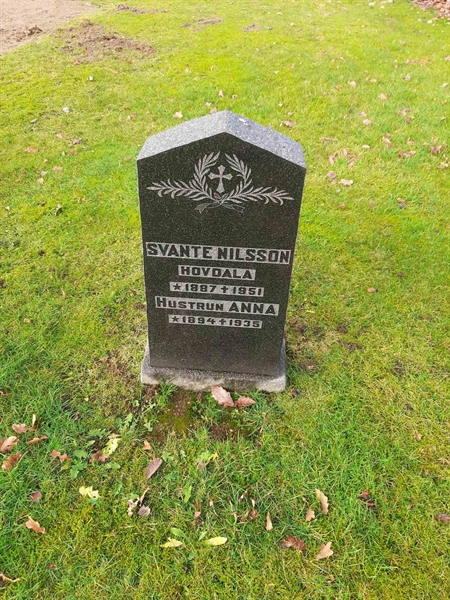 SVANTE NILSSON
HOVDALA
★1887✝1951
HUSTRUN ANNA
★1894✝1935